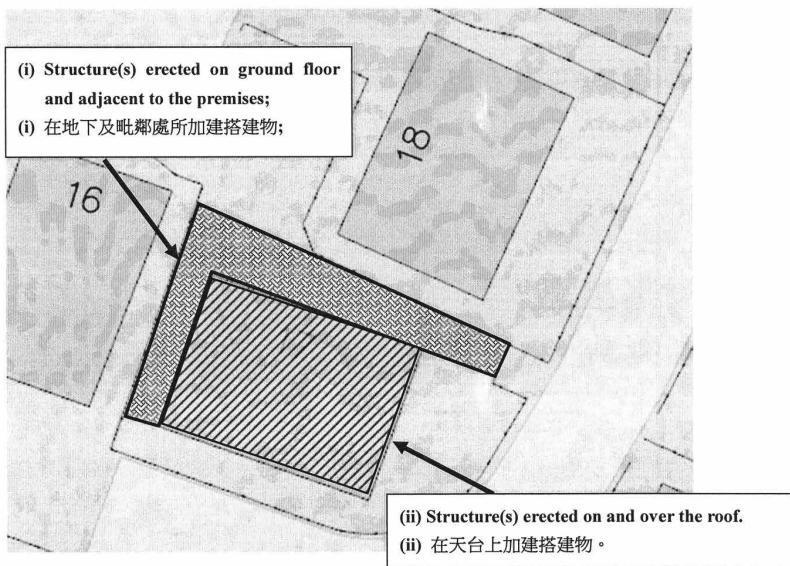 (i) Structure(s) erected on ground floor
and adjacent to the premises;
(i) 在地下及毗鄰處所加建搭建物;
16
18
(ii) Structure(s) erected on and over the roof.
(ii) 在天台上加建搭建物。